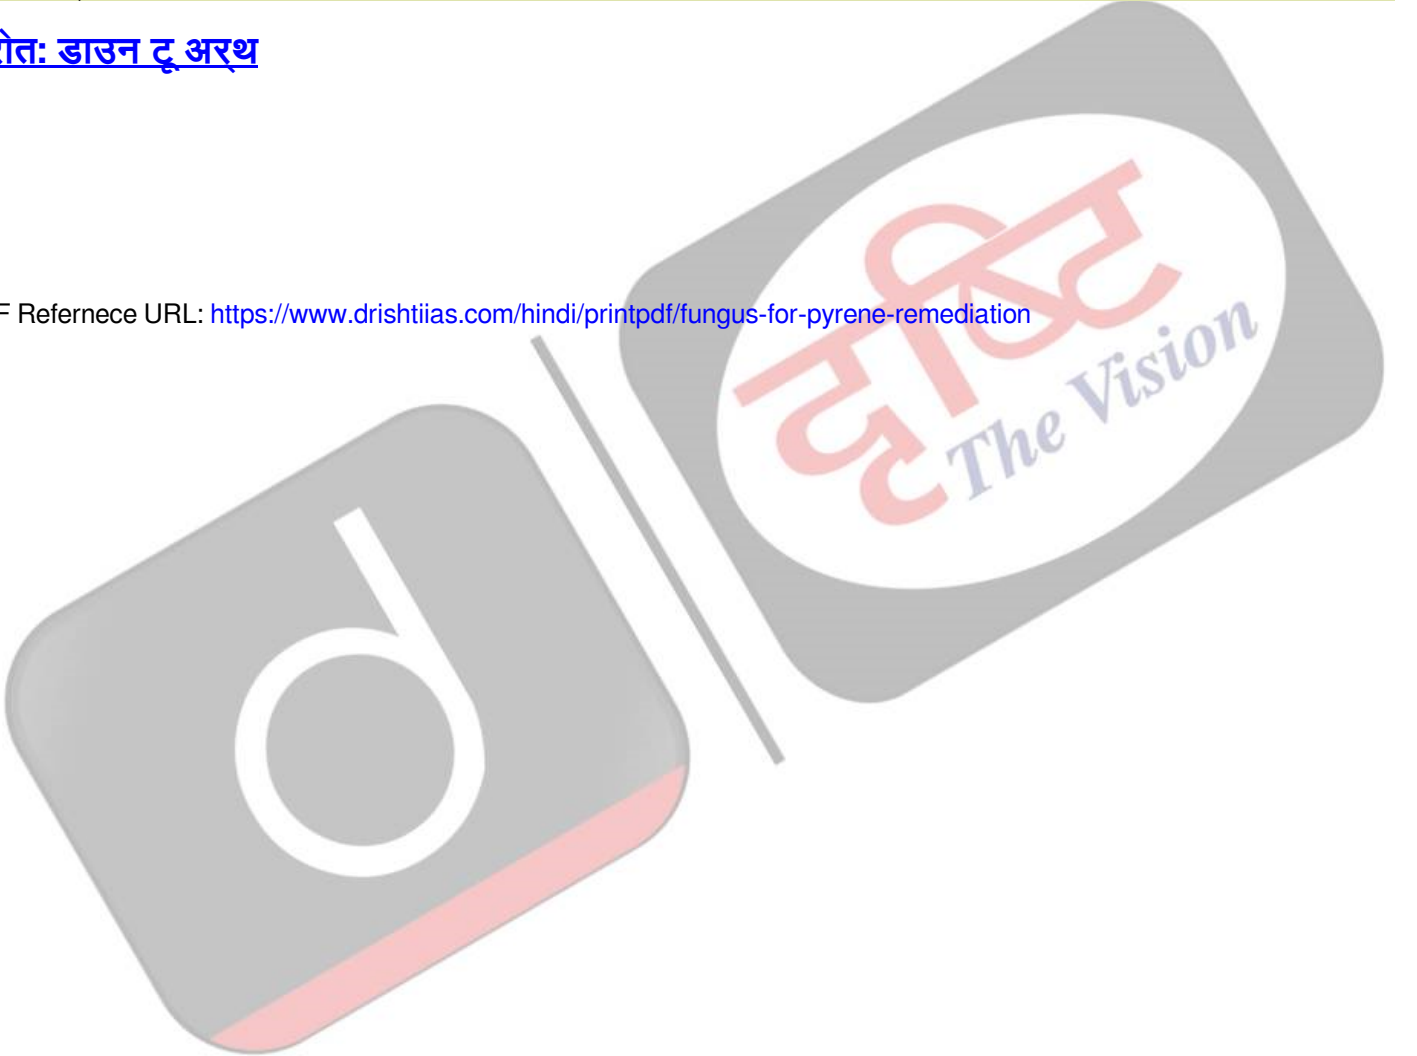 रोत: डाउन टू अर्थ
F Refernece URL: https://www.drishtiias.com/hindi/printpdf/fungus-for-pyrene-remediation
दृष्टि
The Vision